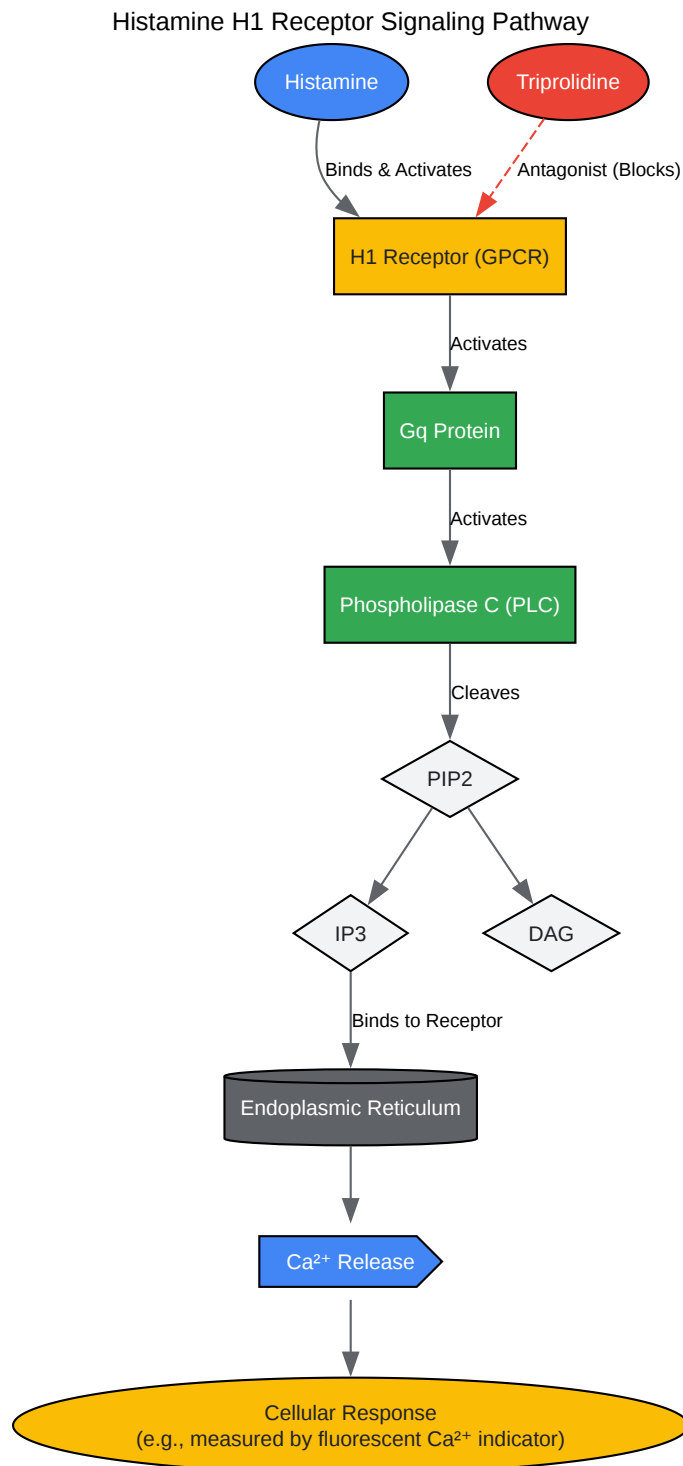 Histamine H1 Receptor Signaling Pathway
Histamine
Triprolidine
Binds & Activates
Antagonist (Blocks)
H1 Receptor (GPCR)
Activates
Gq Protein
Activates
Phospholipase C (PLC)
Cleaves
PIP2
IP3
DAG
Binds to Receptor
Endoplasmic Reticulum
Ca²⁺ Release
Cellular Response
(e.g., measured by fluorescent Ca²⁺ indicator)